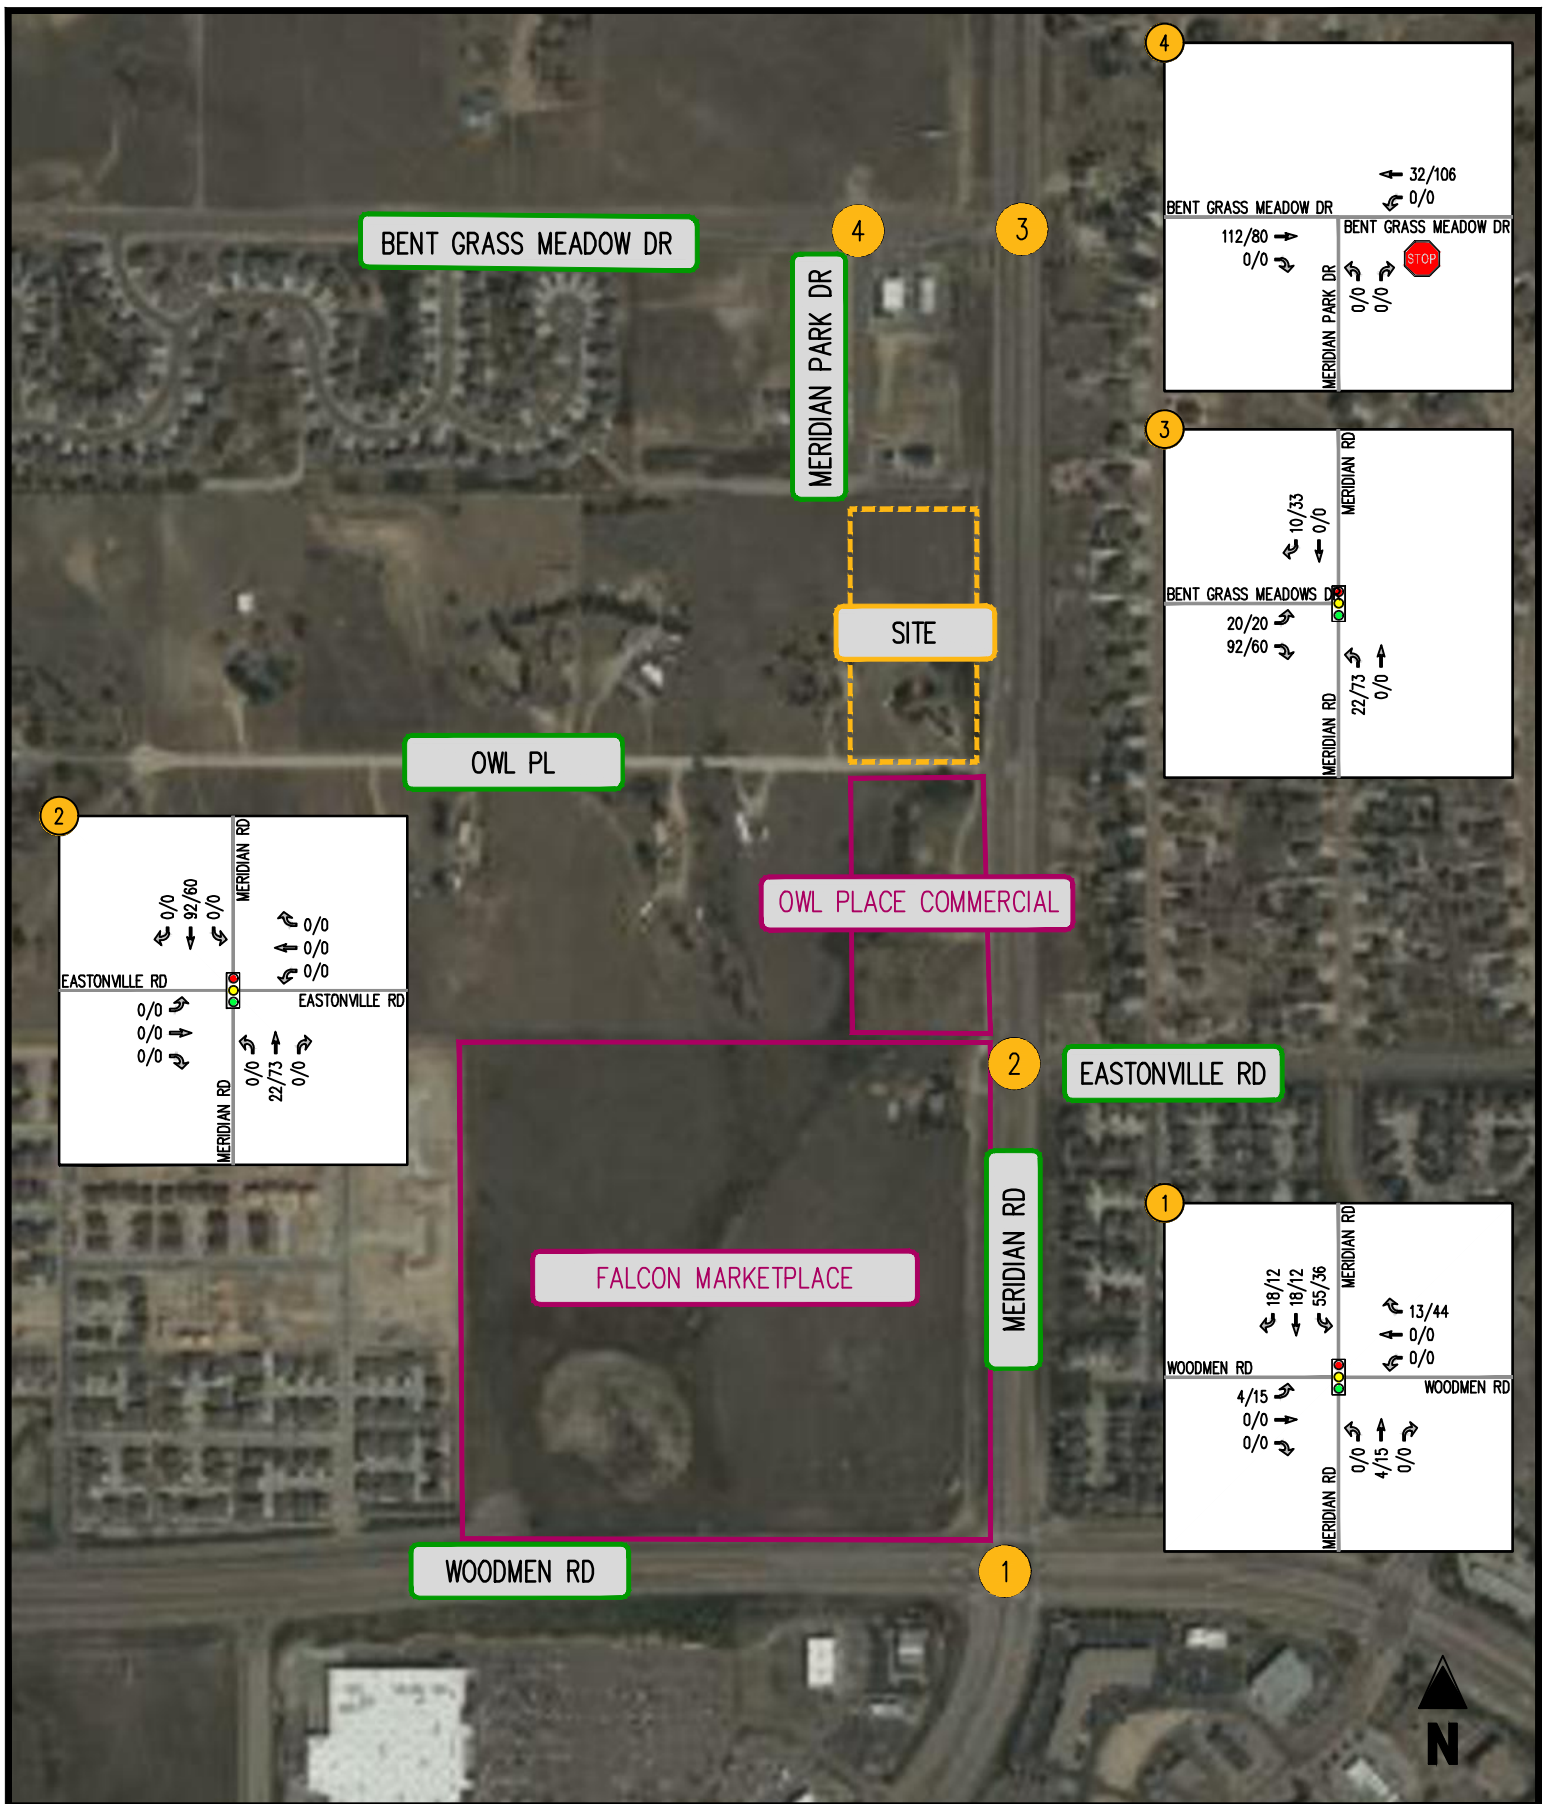 4
32/106
0/0
BENT GRASS MEADOW DR
BENT GRASS MEADOW DR
112/80
0/0
STOP
0/0
0/0
MERIDIAN PARK DR
BENT GRASS MEADOW DR
4
3
MERIDIAN PARK DR
3
MERIDIAN RD
10/33
0/0
BENT GRASS MEADOWS DR
20/20
92/60
22/73
0/0
MERIDIAN RD
SITE
OWL PL
2
MERIDIAN RD
0/0
92/60
0/0
0/0
0/0
0/0
EASTONVILLE RD
EASTONVILLE RD
0/0
0/0
0/0
0/0
22/73
0/0
MERIDIAN RD
OWL PLACE COMMERCIAL
2
EASTONVILLE RD
MERIDIAN RD
FALCON MARKETPLACE
1
MERIDIAN RD
18/12
18/12
55/36
13/44
0/0
0/0
WOODMEN RD
WOODMEN RD
4/15
0/0
0/0
0/0
4/15
0/0
MERIDIAN RD
WOODMEN RD
1
N